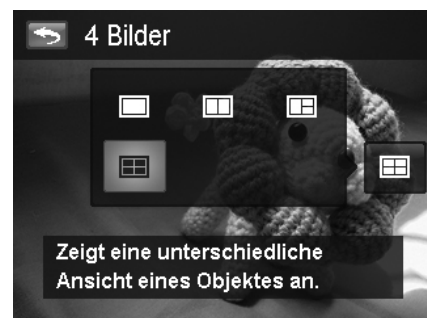 4 Bilder
Zeigt eine unterschiedliche
Ansicht eines Objektes an.